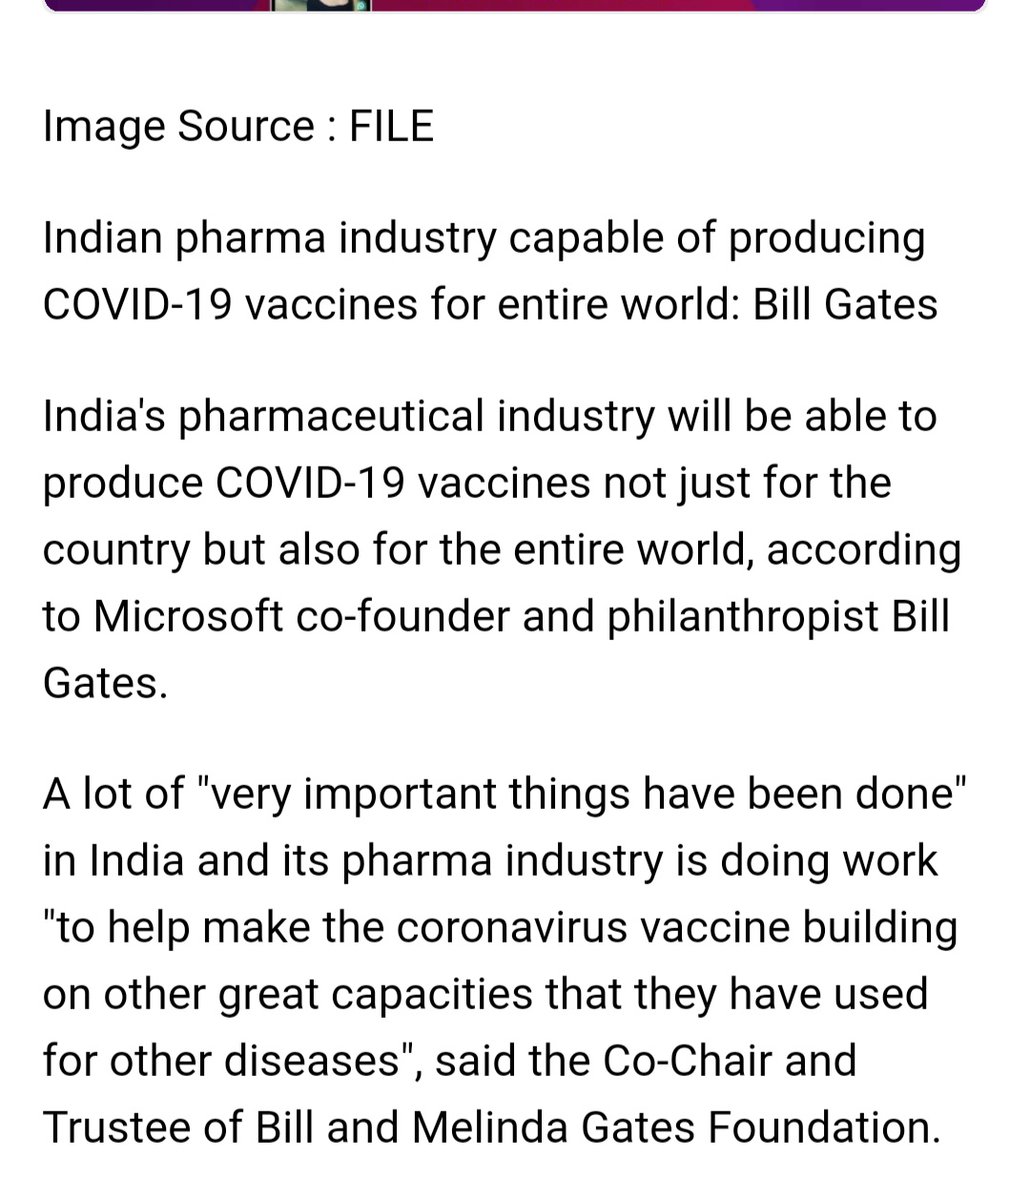 Image Source : FILE
Indian pharma industry capable of producing
COVID-19 vaccines for entire world: Bill Gates
India's pharmaceutical industry will be able to
produce COVID-19 vaccines not just for the
country but also for the entire world, according
to Microsoft co-founder and philanthropist Bill
Gates.
A lot of "very important things have been done"
in India and its pharma industry is doing work
"to help make the coronavirus vaccine building
on other great capacities that they have used
for other diseases", said the Co-Chair and
Trustee of Bill and Melinda Gates Foundation.